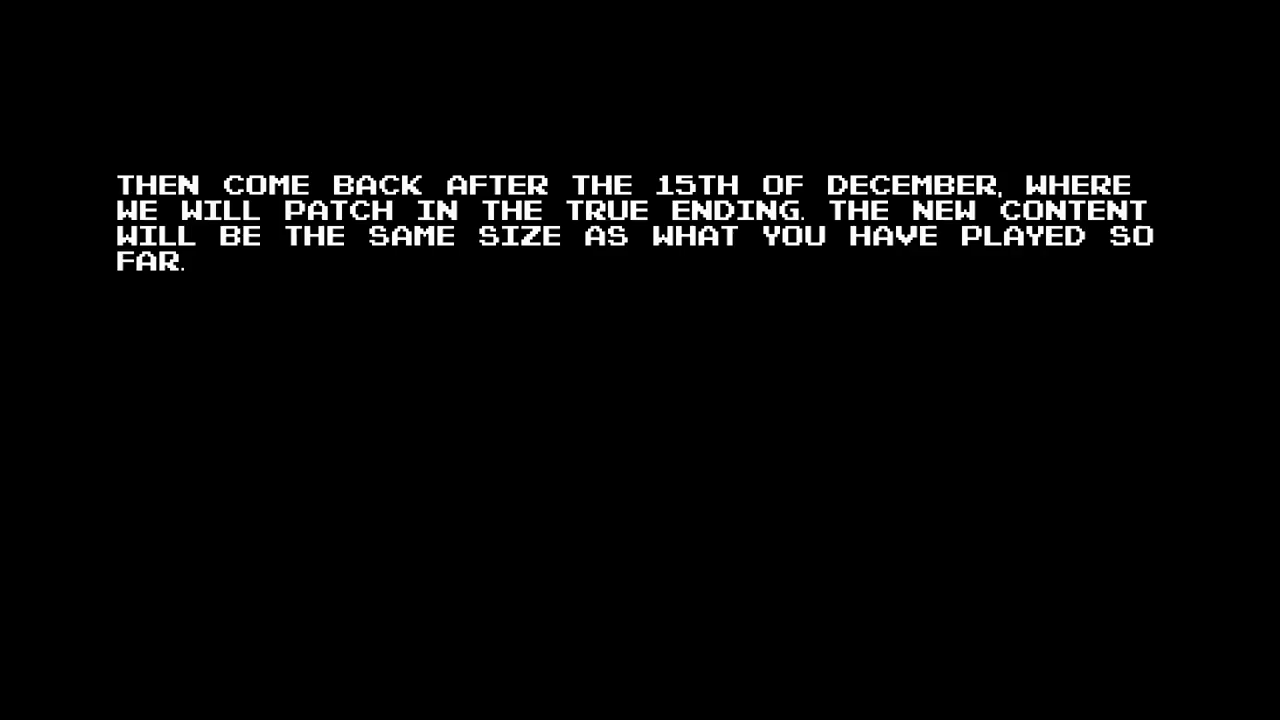 THEN COME BACK AFTER THE 15TH OF DECEMBER, WHERE
WE WILL PATCH IN THE TRUE ENDING. THE NEW CONTENT
WILL BE THE SAME SIZE AS WHAT YOU HAVE PLAYED SO
FAR.